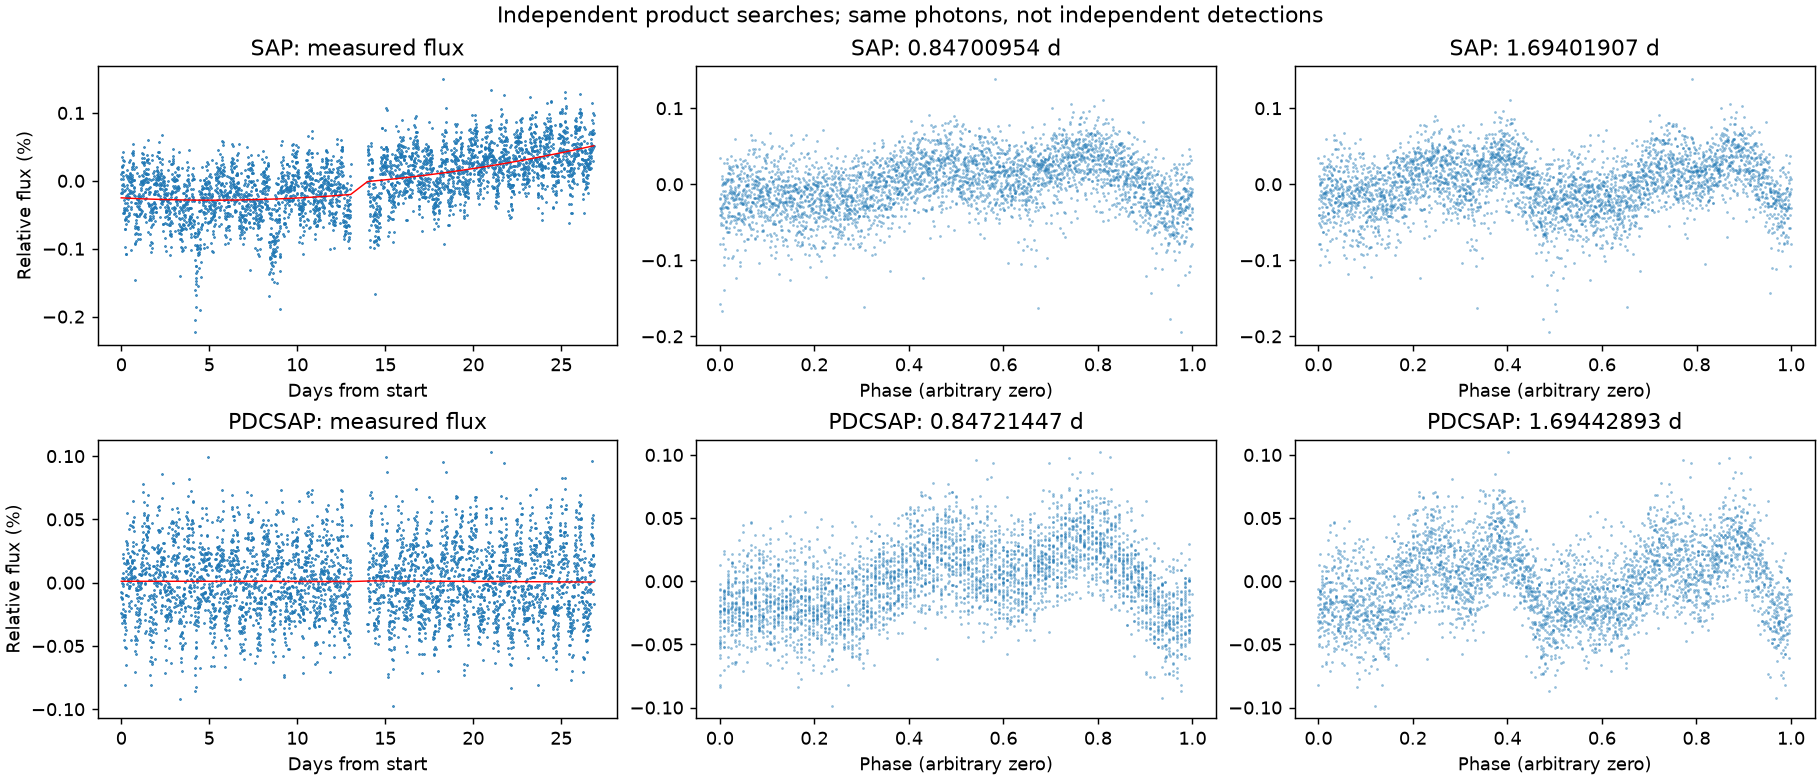 Independent product searches; same photons, not independent detections
SAP: measured flux
SAP: 0.84700954 d
SAP: 1.69401907 d
Relative flux (%)
0.1
0.0
−0.1
−0.2
0 5 10 15 20 25
Days from start
0.1
0.0
−0.1
−0.2
0.0 0.2 0.4 0.6 0.8 1.0
Phase (arbitrary zero)
0.1
0.0
−0.1
−0.2
0.0 0.2 0.4 0.6 0.8 1.0
Phase (arbitrary zero)
PDCSAP: measured flux
PDCSAP: 0.84721447 d
PDCSAP: 1.69442893 d
Relative flux (%)
0.10
0.05
0.00
−0.05
−0.10
0 5 10 15 20 25
Days from start
0.10
0.05
0.00
−0.05
−0.10
0.0 0.2 0.4 0.6 0.8 1.0
Phase (arbitrary zero)
0.10
0.05
0.00
−0.05
−0.10
0.0 0.2 0.4 0.6 0.8 1.0
Phase (arbitrary zero)